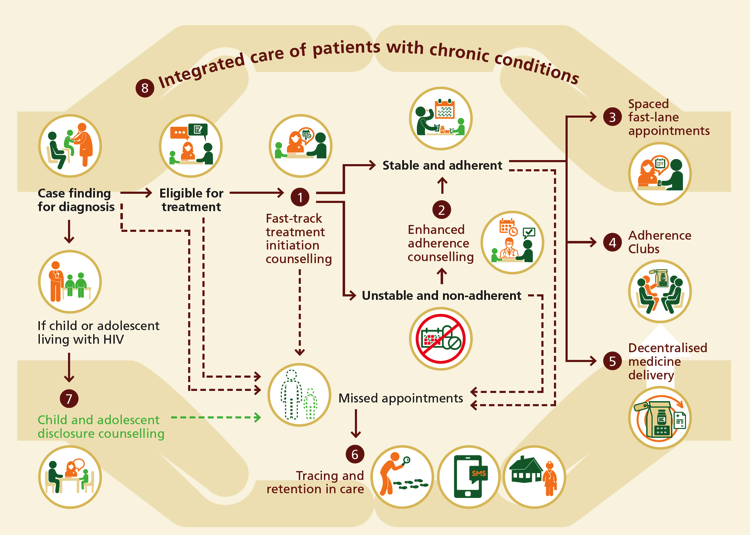 8 Integrated care of patients with chronic conditions
Case finding
for diagnosis
Eligible for
treatment
1
Fast-track
treatment
initiation
counselling
Stable and adherent
2
Enhanced
adherence
counselling
Unstable and non-adherent
3 Spaced
fast-lane
appointments
4 Adherence
Clubs
5 Decentralised
medicine
delivery
If child or adolescent
living with HIV
7
Child and adolescent
disclosure counselling
Missed appointments
6
Tracing and
retention in care
SMS